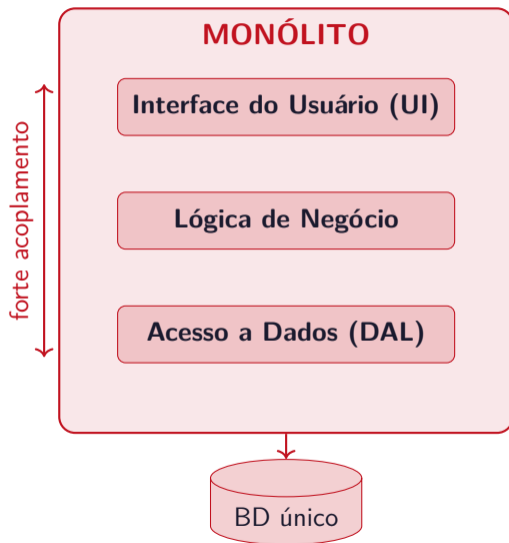 MONÓLITO
Interface do Usuário (UI)
forte acoplamento
Lógica de Negócio
Acesso a Dados (DAL)
BD único